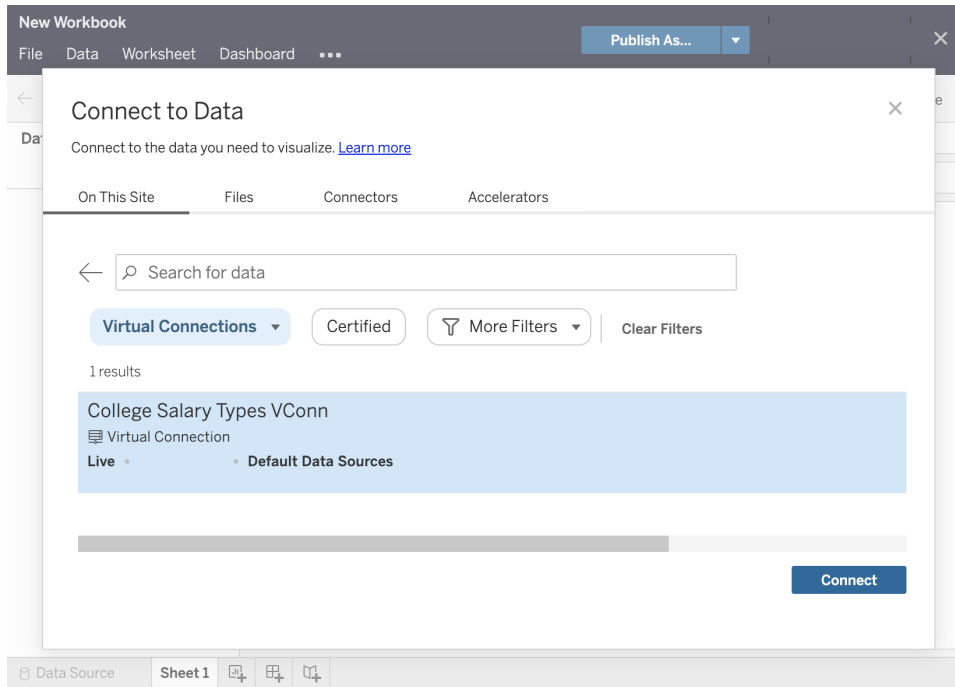 New Workbook
File Data Worksheet Dashboard
Publish As...
Connect to Data
Connect to the data you need to visualize. Learn more
On This Site Files Connectors Accelerators
Search for data
Virtual Connections Certified More Filters Clear Filters
1 results
College Salary Types VConn
Virtual Connection
Live • • Default Data Sources
Connect
Data Source Sheet 1